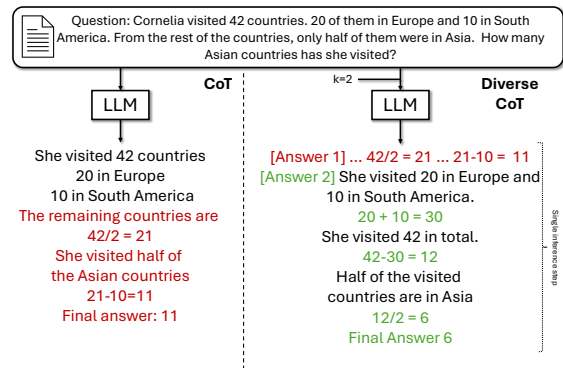 Question: Cornelia visited 42 countries. 20 of them in Europe and 10 in South
America. From the rest of the countries, only half of them were in Asia. How many
Asian countries has she visited?
CoT
LLM
She visited 42 countries
20 in Europe
10 in South America
The remaining countries are
42/2 = 21
She visited half of
the Asian countries
21-10=11
Final answer: 11
k=2
Diverse
CoT
LLM
[Answer 1] ... 42/2 = 21 ... 21-10 = 11
[Answer 2] She visited 20 in Europe and
10 in South America.
20 + 10 = 30
She visited 42 in total.
42-30 = 12
Half of the visited
countries are in Asia
12/2 = 6
Final Answer 6
Single inference step